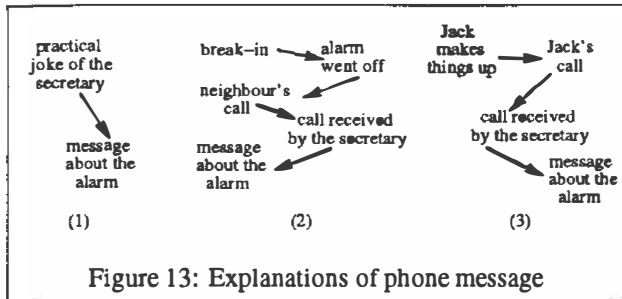 practical
joke of the
secretary
message
about the
alarm
(1)
break-in
alarm
went off
neighbour's
call
call received
by the secretary
message
about the
alarm
(2)
Jack
makes
things up
Jack's
call
call received
by the secretary
message
about the
alarm
(3)
Figure 13: Explanations of phone message